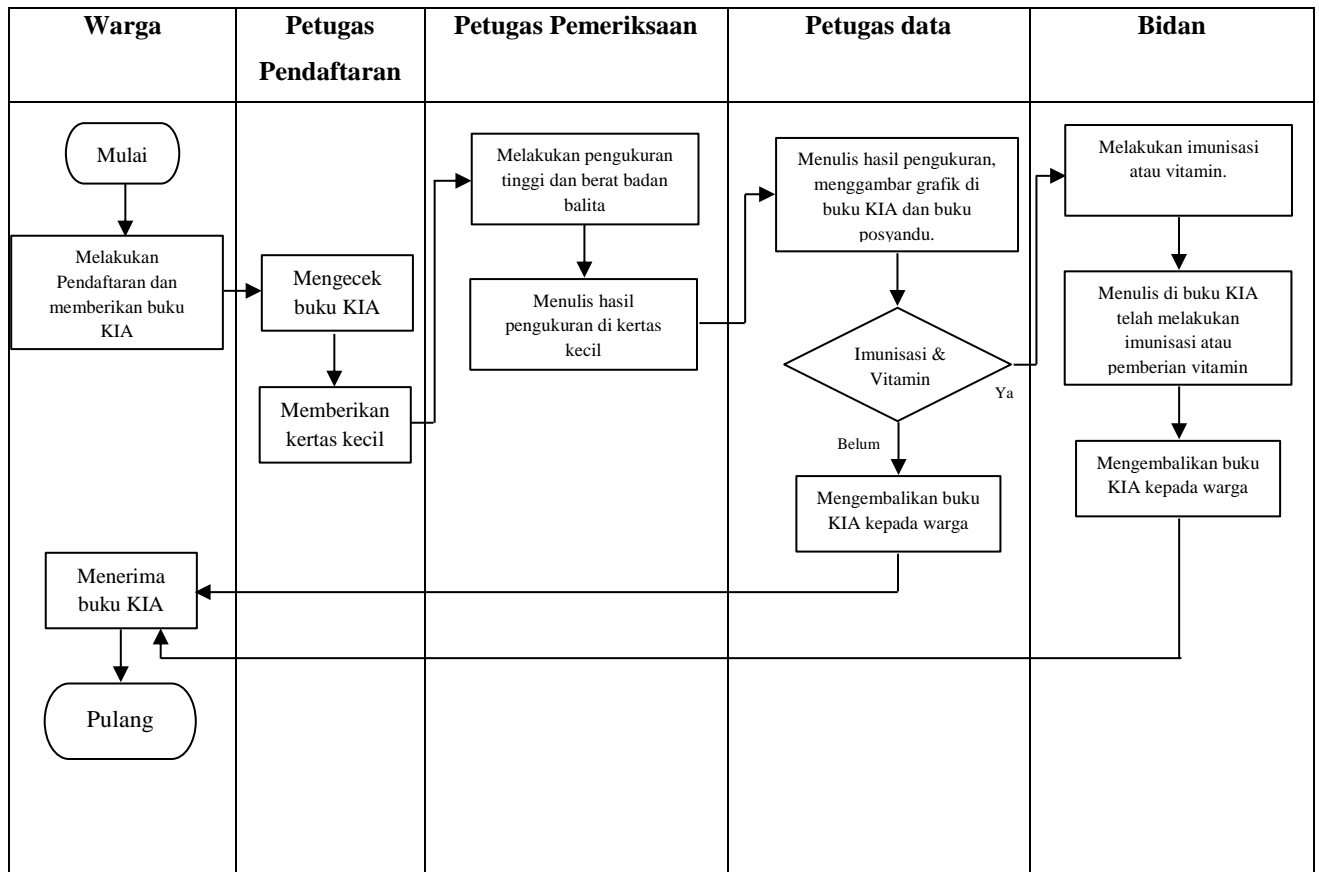 Warga
Petugas
Pendaftaran
Petugas Pemeriksaan
Petugas data
Bidan
Mulai
Melakukan
Pendaftaran dan
memberikan buku
KIA
Mengecek
buku KIA
Memberikan
kertas kecil
Melakukan pengukuran
tinggi dan berat badan
balita
Menulis hasil
pengukuran di kertas
kecil
Menulis hasil pengukuran,
menggambar grafik di
buku KIA dan buku
posyandu.
Imunisasi &
Vitamin
Ya
Belum
Mengembalikan buku
KIA kepada warga
Melakukan imunisasi
atau vitamin.
Menulis di buku KIA
telah melakukan
imunisasi atau
pemberian vitamin
Mengembalikan buku
KIA kepada warga
Menerima
buku KIA
Pulang